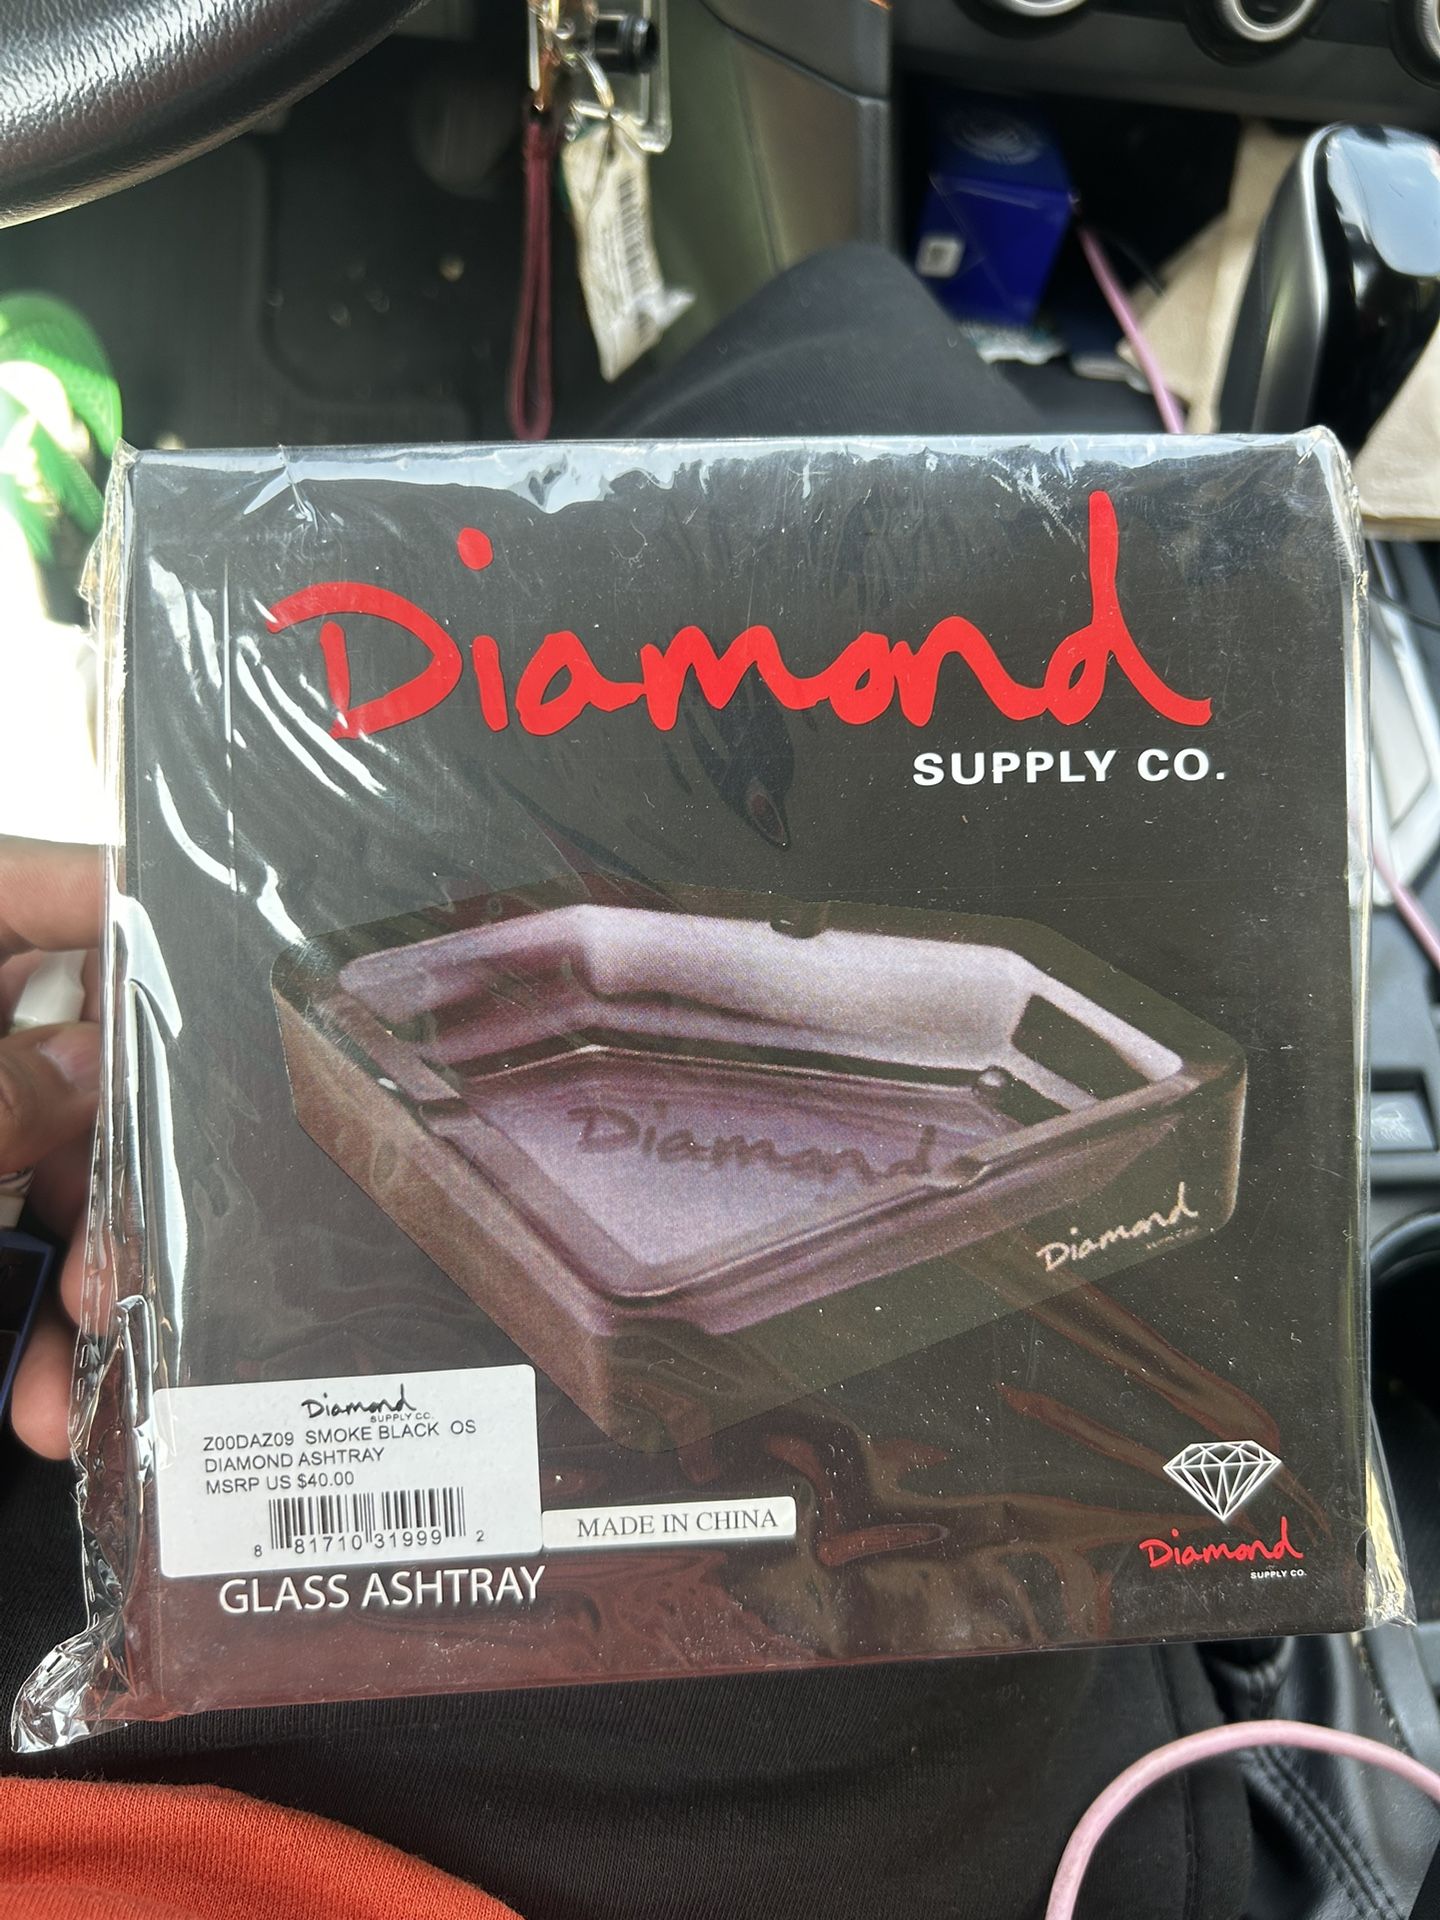 Diamond
SUPPLY CO.
Diamond
Diamond
Diamond
SUPPLY CO.
Z00DAZ09 SMOKE BLACK OS
DIAMOND ASHTRAY
MSRP US $40.00
8 81710 31999 2
MADE IN CHINA
GLASS ASHTRAY
Diamond
SUPPLY CO.